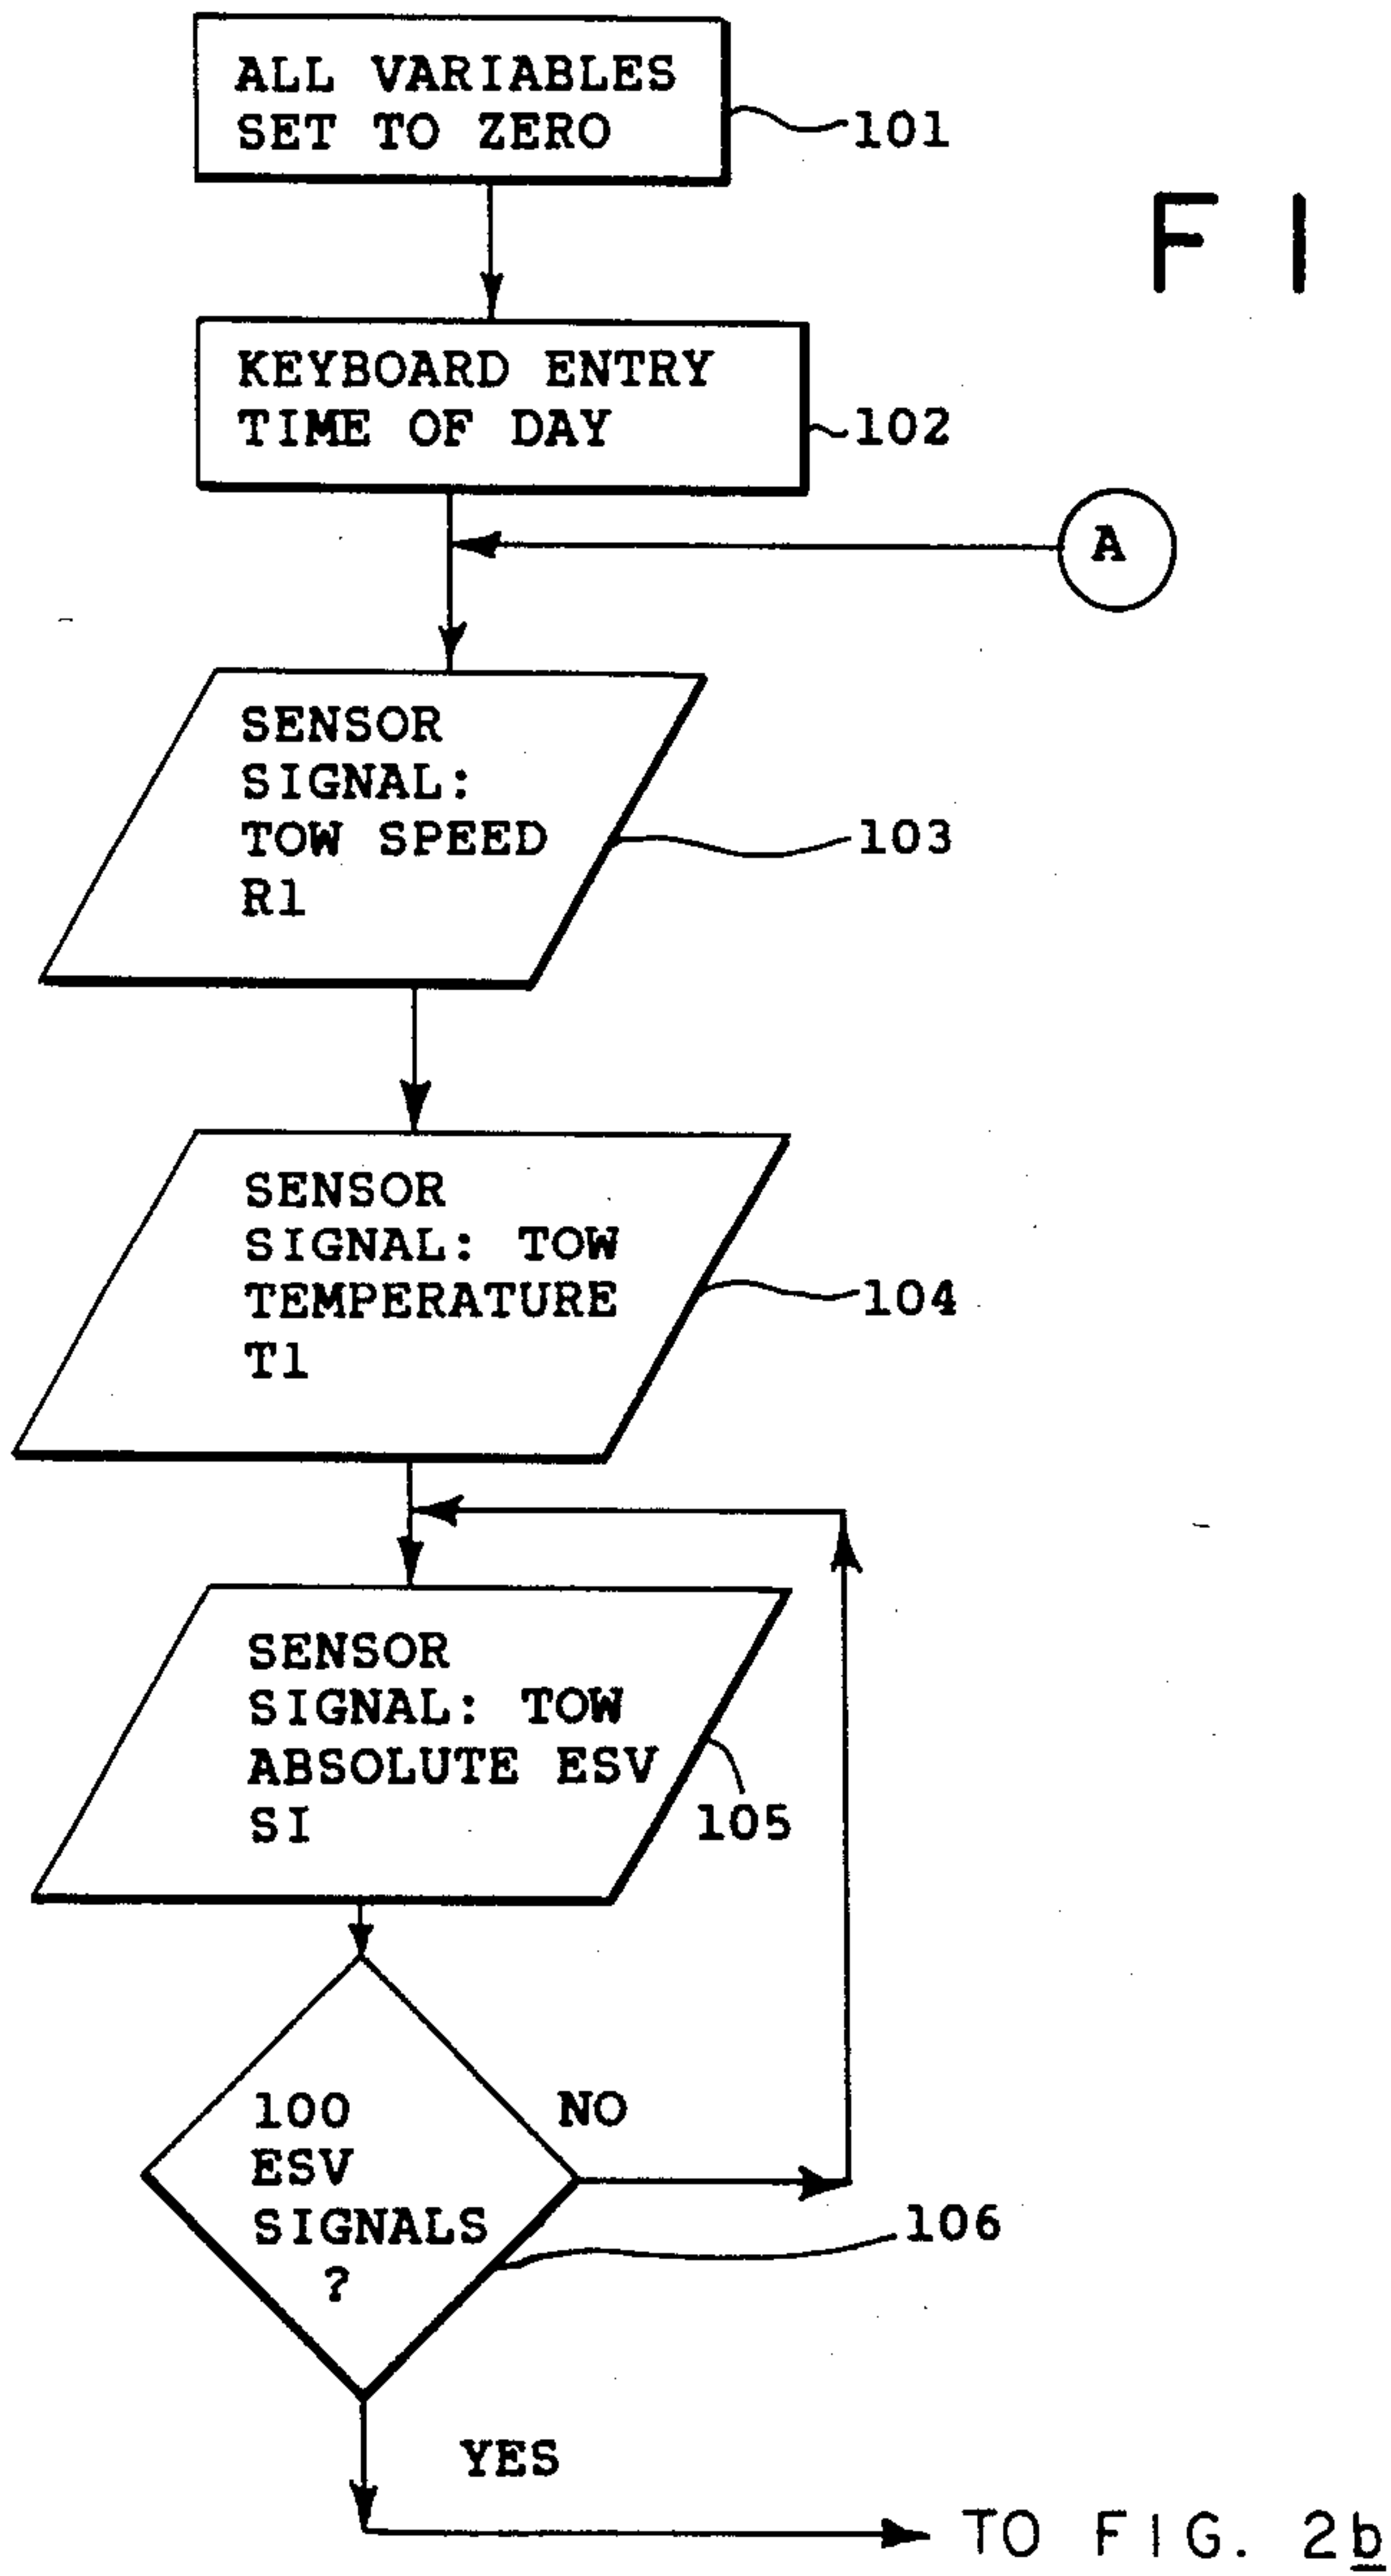 ALL VARIABLES
SET TO ZERO
101
F I
KEYBOARD ENTRY
TIME OF DAY
102
A
SENSOR
SIGNAL:
TOW SPEED
R1
103
SENSOR
SIGNAL: TOW
TEMPERATURE
T1
104
SENSOR
SIGNAL: TOW
ABSOLUTE ESV
SI
105
100
ESV
SIGNALS
?
NO
106
YES
TO FIG. 2b